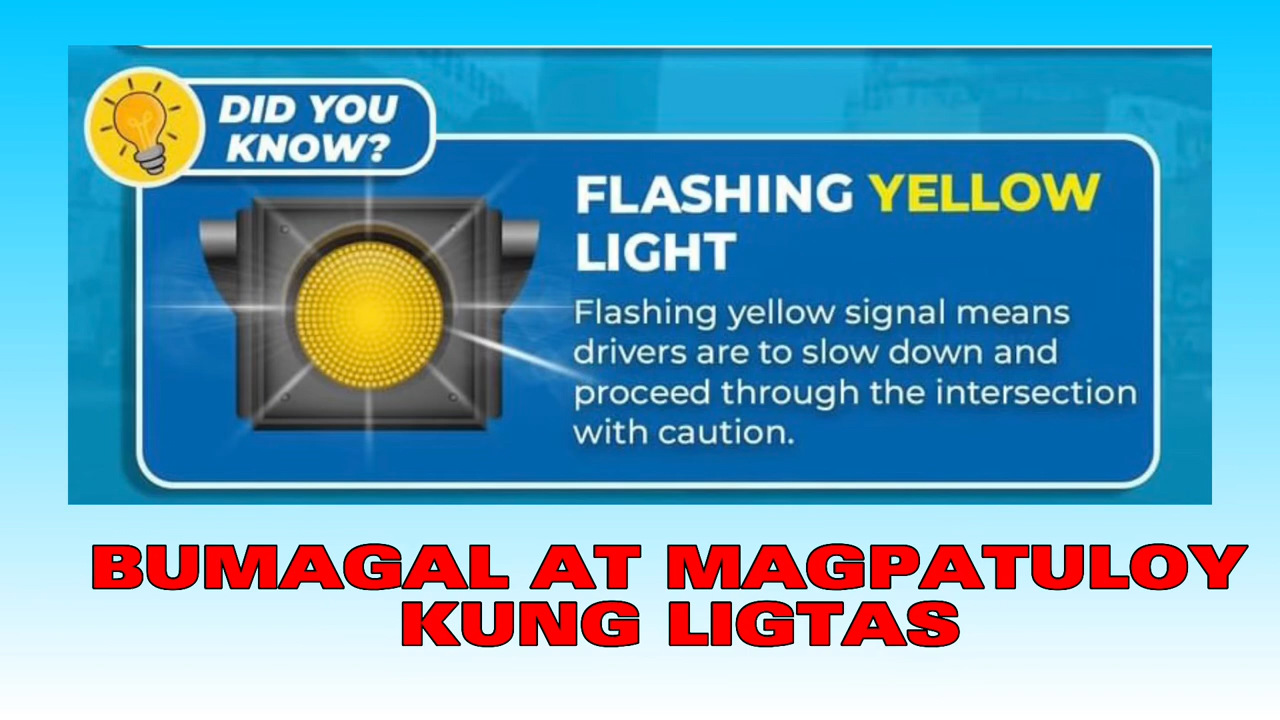 DID YOU
KNOW?
FLASHING YELLOW
LIGHT
Flashing yellow signal means
drivers are to slow down and
proceed through the intersection
with caution.
BUMAGAL AT MAGPATULOY
KUNG LIGTAS